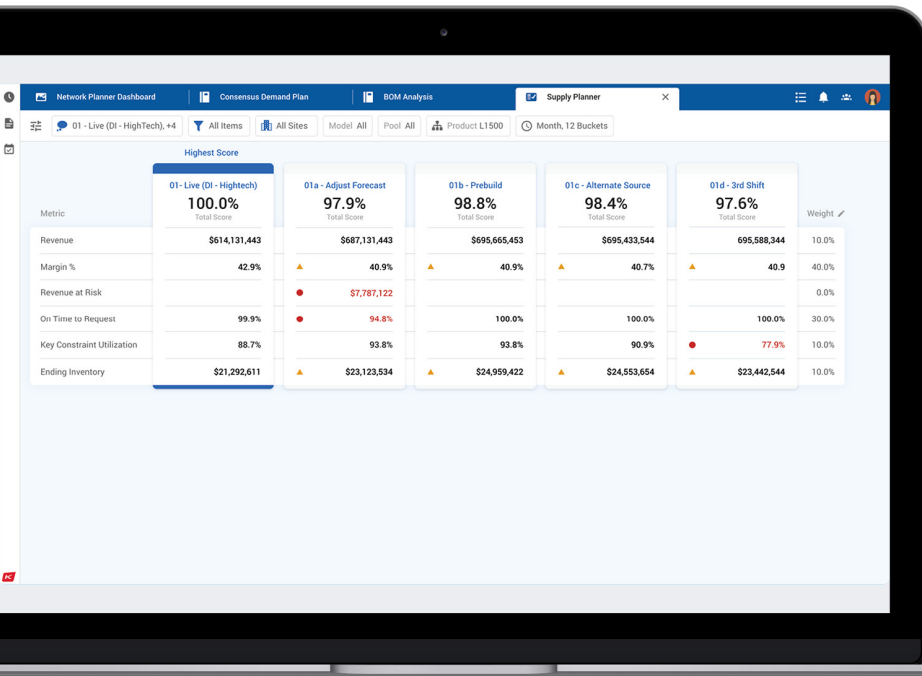 Network Planner Dashboard
Consensus Demand Plan
BOM Analysis
Supply Planner
01 - Live (DI - HighTech), +4
All Items
All Sites
Model All
Pool All
Product L1500
Month, 12 Buckets
Highest Score
Metric
01- Live (DI - Hightech)
100.0%
Total Score
01a - Adjust Forecast
97.9%
Total Score
01b - Prebuild
98.8%
Total Score
01c - Alternate Source
98.4%
Total Score
01d - 3rd Shift
97.6%
Total Score
Weight
Revenue $614,131,443 $687,131,443 $695,665,453 $695,433,544 695,588,344 10.0%
Margin % 42.9% 40.9% 40.9% 40.7% 40.9 40.0%
Revenue at Risk $7,787,122 0.0%
On Time to Request 99.9% 94.8% 100.0% 100.0% 100.0% 30.0%
Key Constraint Utilization 88.7% 93.8% 93.8% 90.9% 77.9% 10.0%
Ending Inventory $21,292,611 $23,123,534 $24,959,422 $24,553,654 $23,442,544 10.0%
K